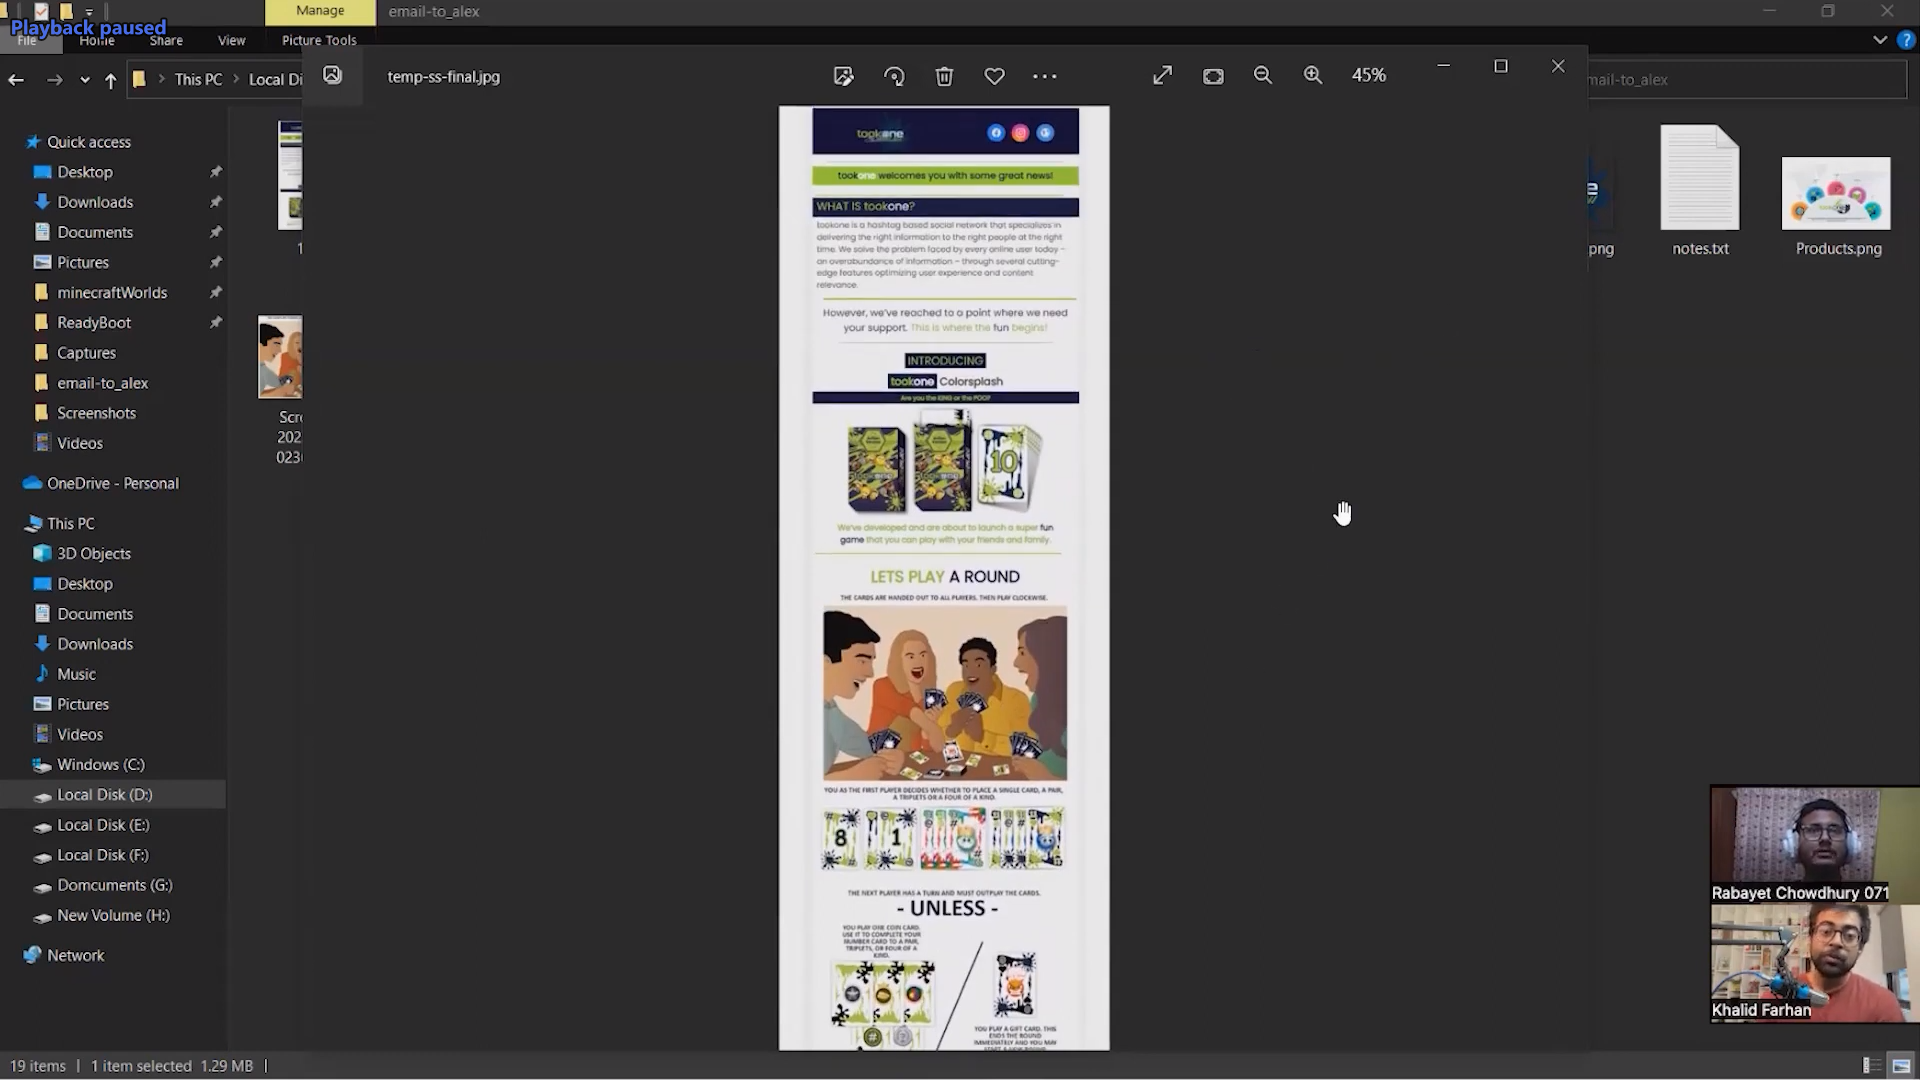 Playback paused
Manage
email-to_alex
File
Home
Share
View
Picture Tools
This PC
Local Di
temp-ss-final.jpg
45%
mail-to_alex
Quick access
Desktop
Downloads
Documents
Pictures
minecraftWorlds
ReadyBoot
Captures
email-to_alex
Screenshots
Videos
OneDrive - Personal
This PC
3D Objects
Desktop
Documents
Downloads
Music
Pictures
Videos
Windows (C:)
Local Disk (D:)
Local Disk (E:)
Local Disk (F:)
Domcuments (G:)
New Volume (H:)
Network
19 items
1 item selected 1.29 MB
1
Scre
202
023
tookone
tookone welcomes you with some great news!
WHAT IS tookone?
tookone is a hashtag based social network that specializes in
delivering the right information to the right people at the right
time. We solve the problem faced by every online user today –
an overabundance of information – through several cutting-
edge features optimizing user experience and content
relevance.
However, we've reached to a point where we need
your support. This is where the fun begins!
INTRODUCING
tookone Colorsplash
Are you the KING or the POO?
10
We've developed and are about to launch a super fun
game that you can play with your friends and family.
LETS PLAY A ROUND
THE CARDS ARE HANDED OUT TO ALL PLAYERS. THEN PLAY CLOCKWISE.
YOU AS THE FIRST PLAYER DECIDES WHETHER TO PLACE A SINGLE CARD, A PAIR,
A TRIPLETS OR A FOUR OF A KIND.
8
1
THE NEXT PLAYER HAS A TURN AND MUST OUTPLAY THE CARDS.
- UNLESS -
YOU PLAY ONE COIN CARD.
USE IT TO COMPLETE YOUR
NUMBER CARD TO A PAIR,
TRIPLETS, OR FOUR OF A
KIND.
YOU PLAY A GIFT CARD. THIS
ENDS THE ROUND
IMMEDIATELY AND YOU MAY
START A NEW ROUND
e
png
notes.txt
Products.png
Rabayet Chowdhury 071
Khalid Farhan